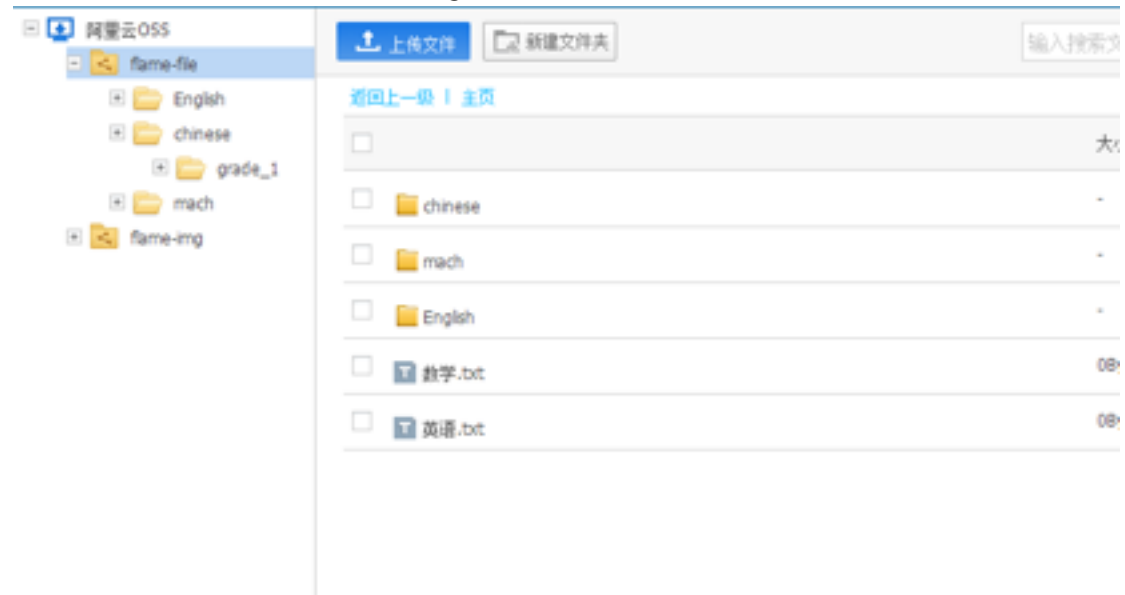 阿里云OSS
flame-file
English
chinese
grade_1
mach
flame-img
上传文件
新建文件夹
输入搜索文
返回上一级 | 主页
大小
chinese
-
mach
-
English
-
数学.txt
0By
英语.txt
0By